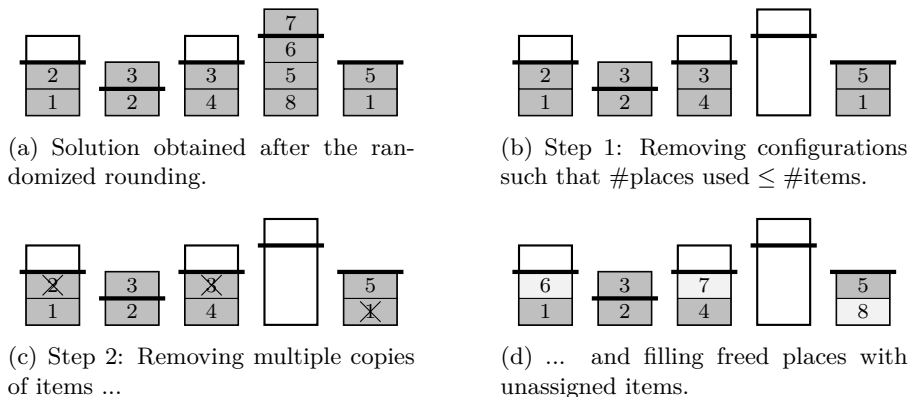 7
6
2 3 3 5 5
1 2 4 8 1
(a) Solution obtained after the ran-
domized rounding.
2 3 3 5
1 2 4 1
(b) Step 1: Removing configurations
such that #places used ≤ #items.
2 3 3 5
1 2 4 1
(c) Step 2: Removing multiple copies
of items ...
6 3 7 5
1 2 4 8
(d) ... and filling freed places with
unassigned items.